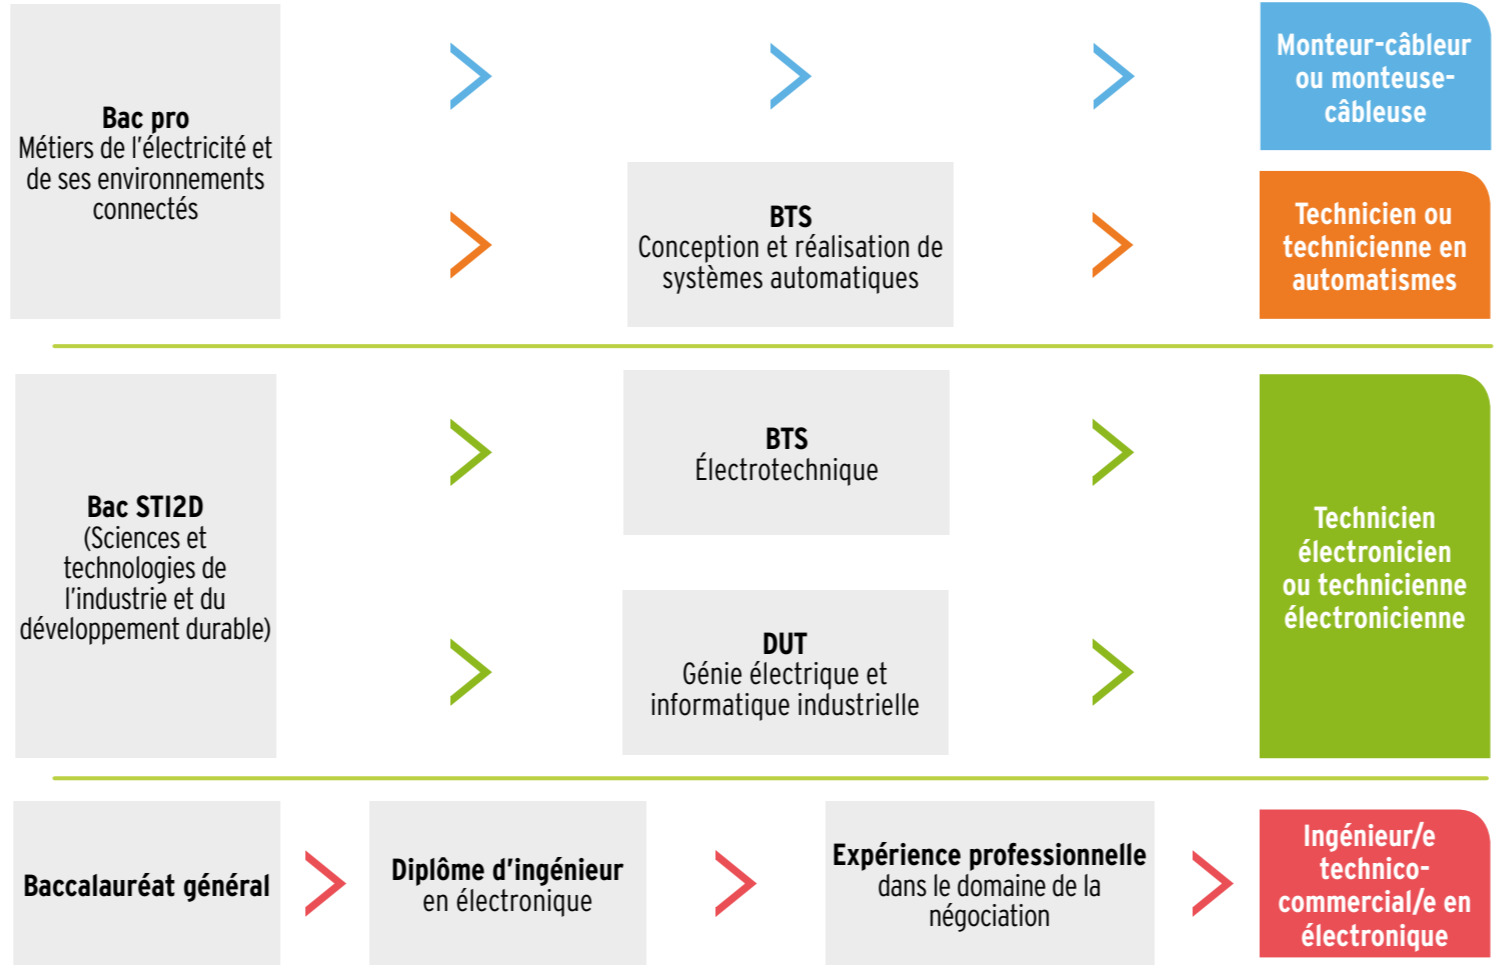 Bac pro
Métiers de l'électricité et
de ses environnements
connectés
Monteur-câbleur
ou monteuse-
câbleuse
BTS
Conception et réalisation de
systèmes automatiques
Technicien ou
technicienne en
automatismes
Bac STI2D
(Sciences et
technologies de
l'industrie et du
développement durable)
BTS
Électrotechnique
DUT
Génie électrique et
informatique industrielle
Technicien
électronicien
ou technicienne
électronicienne
Baccalauréat général
Diplôme d'ingénieur
en électronique
Expérience professionnelle
dans le domaine de la
négociation
Ingénieur/e
technico-
commercial/e en
électronique